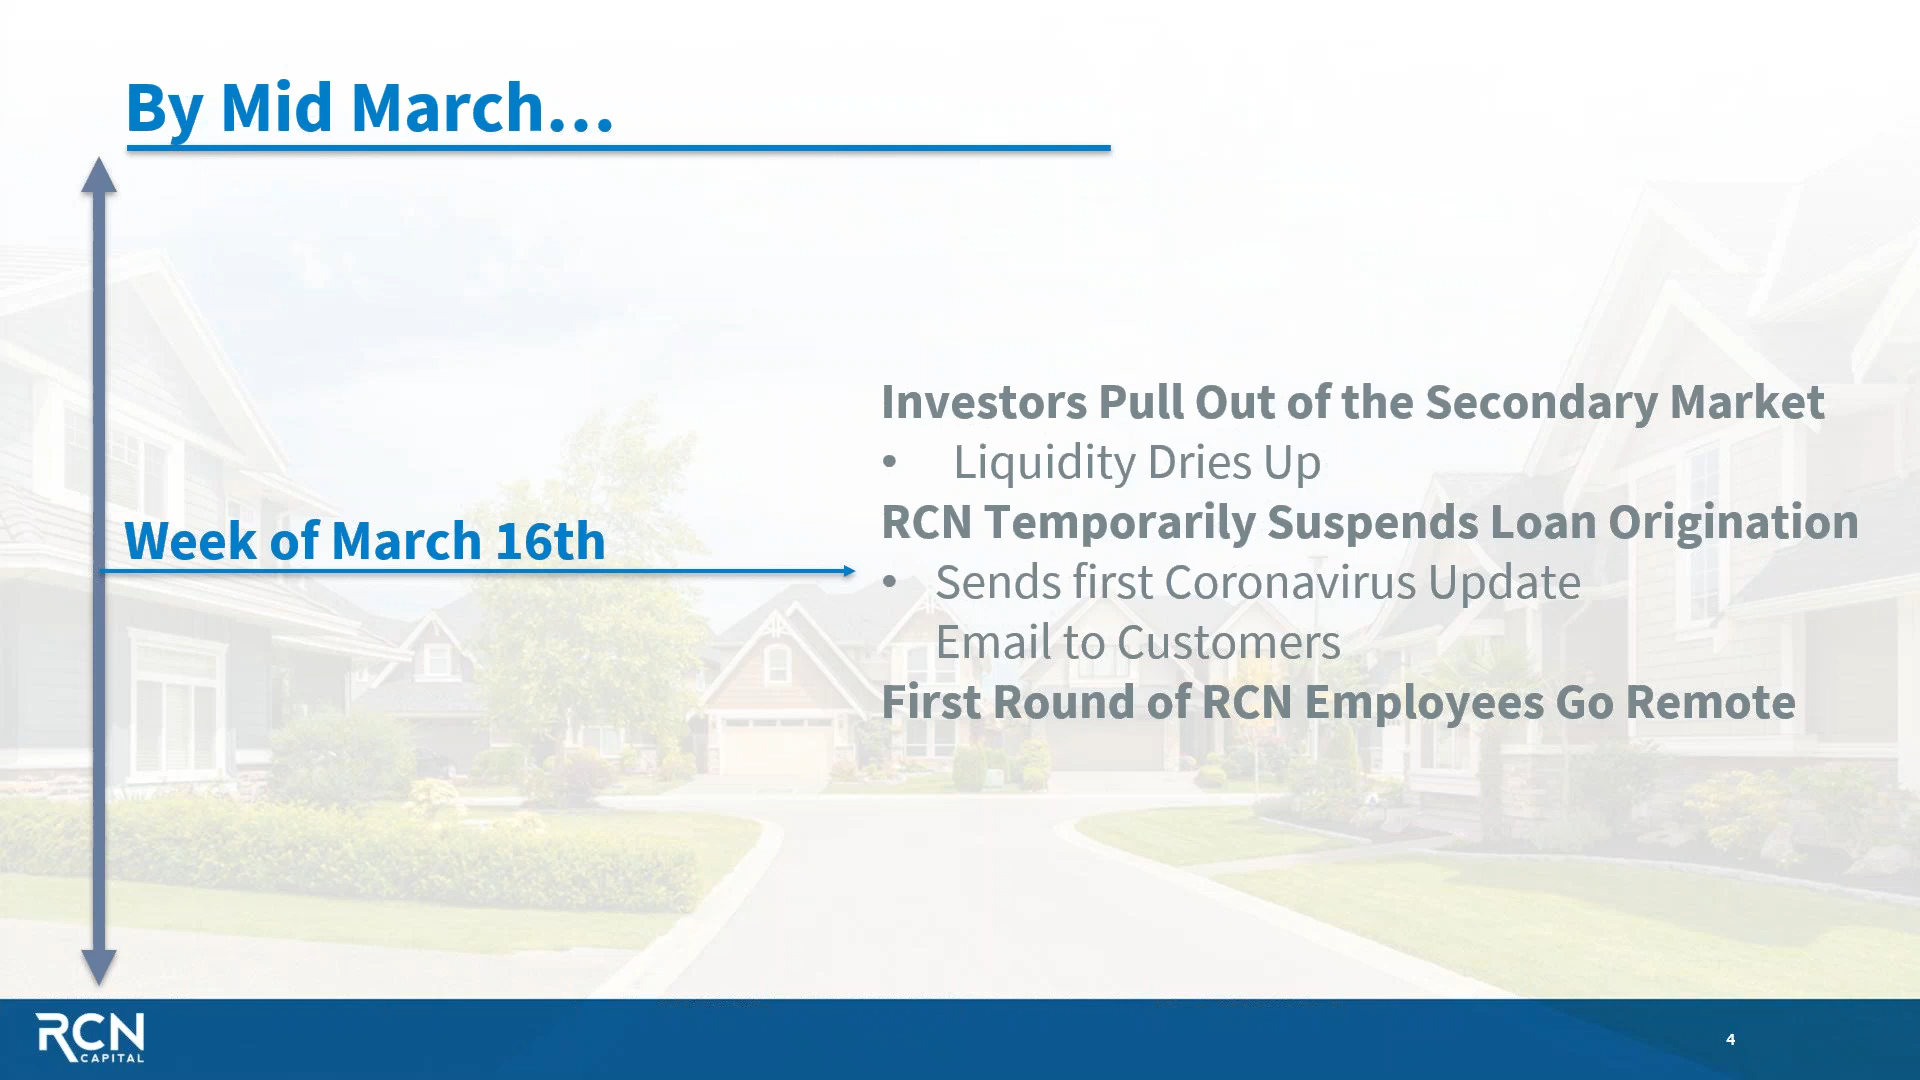 By Mid March...
Week of March 16th
Investors Pull Out of the Secondary Market
• Liquidity Dries Up
RCN Temporarily Suspends Loan Origination
• Sends first Coronavirus Update
Email to Customers
First Round of RCN Employees Go Remote
RCN
CAPITAL
4